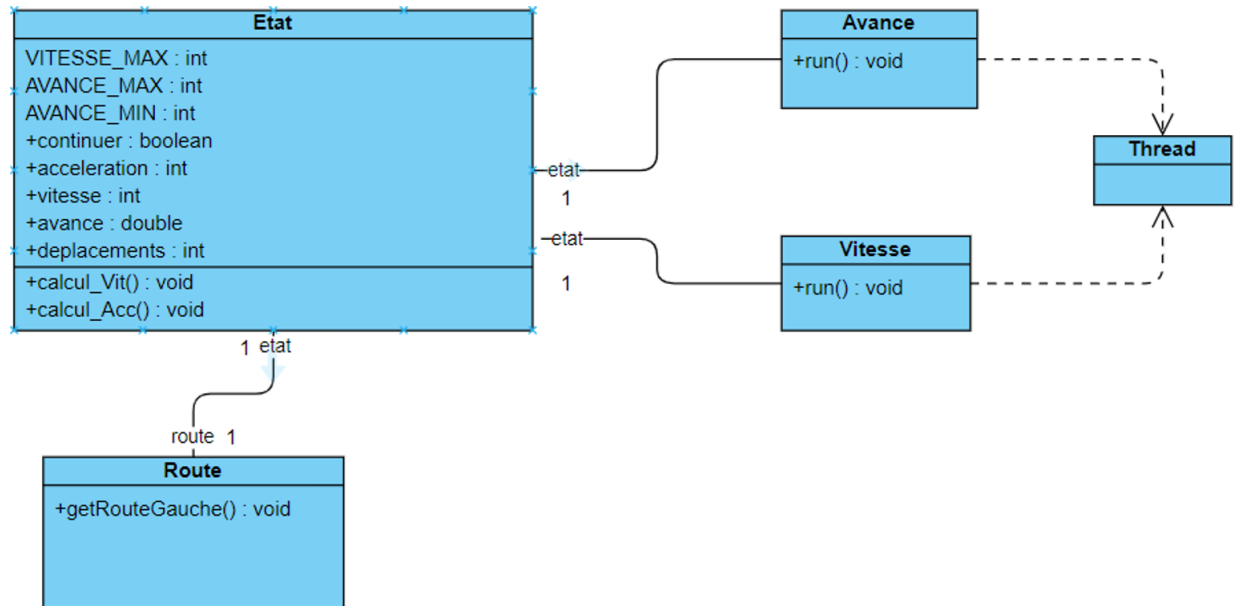 Etat
VITESSE_MAX : int
AVANCE_MAX : int
AVANCE_MIN : int
+continuer : boolean
+acceleration : int
+vitesse : int
+avance : double
+deplacements : int
+calcul_Vit() : void
+calcul_Acc() : void
Avance
+run() : void
Thread
etat
1
etat
1
Vitesse
+run() : void
1 etat
route 1
Route
+getRouteGauche() : void